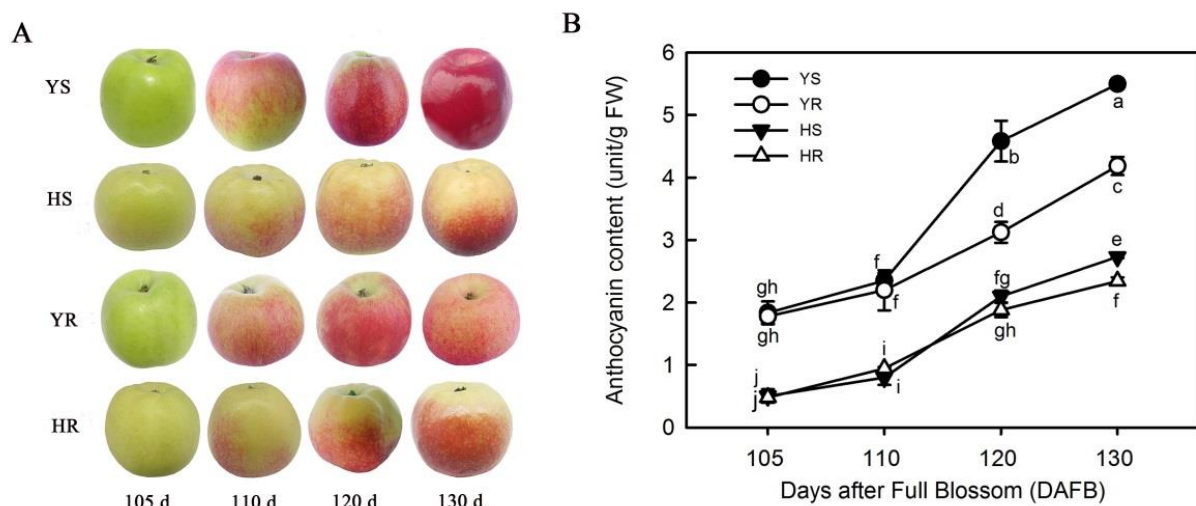 A
YS
HS
YR
HR
105 d 110 d 120 d 130 d
B
Anthocyanin content (unit/g FW)
6
5
4
3
2
1
0
YS
YR
HS
HR
gh
gh
f
f
b
d
a
c
j
j
i
i
fg
gh
e
f
105 110 120 130
Days after Full Blossom (DAFB)